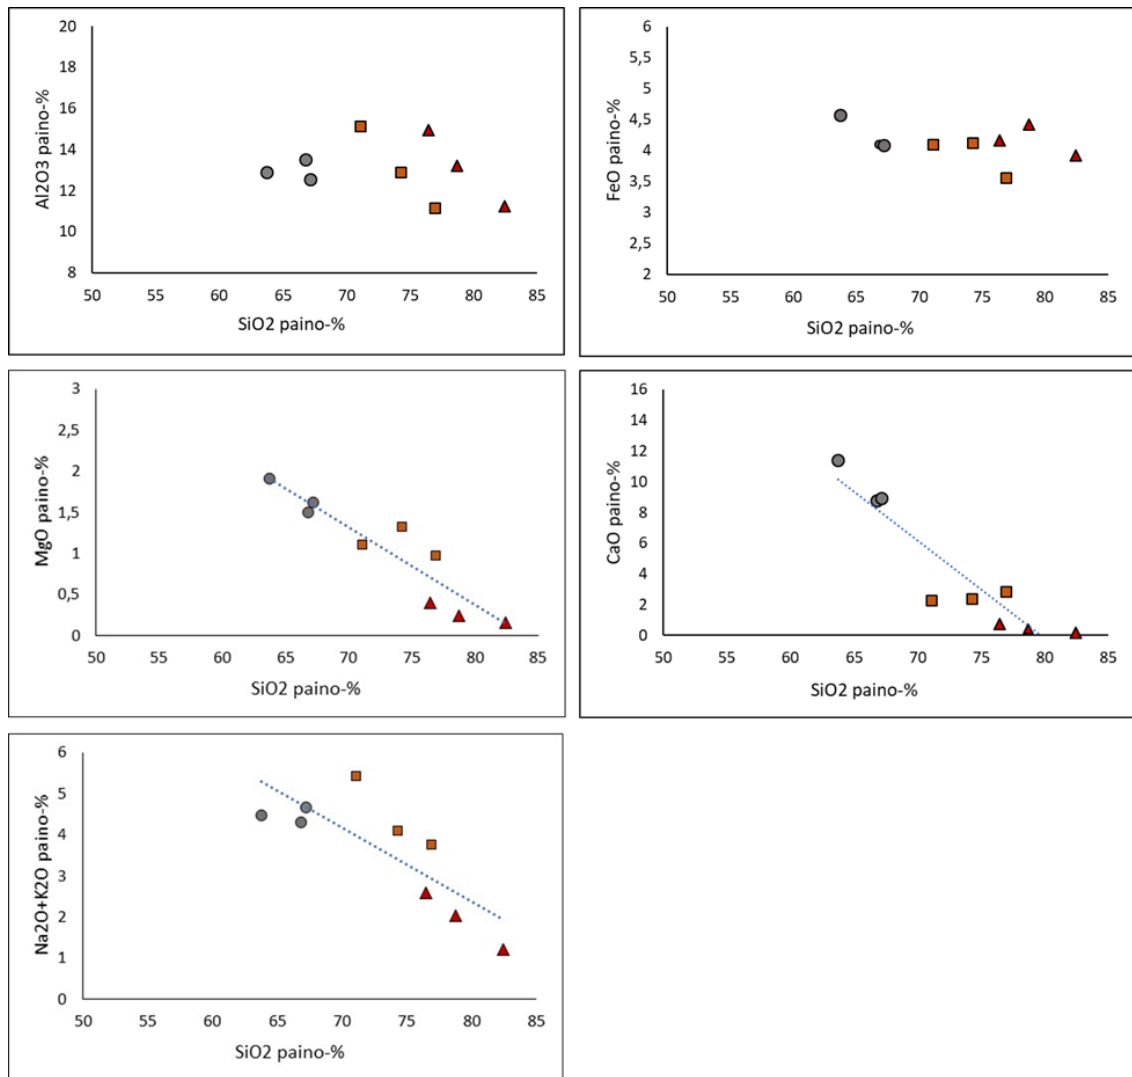 Al2O3 paino-%
20
18
16
14
12
10
8
50 55 60 65 70 75 80 85
SiO2 paino-%
FeO paino-%
6
5,5
5
4,5
4
3,5
3
2,5
2
50 55 60 65 70 75 80 85
SiO2 paino-%
MgO paino-%
3
2,5
2
1,5
1
0,5
0
50 55 60 65 70 75 80 85
SiO2 paino-%
CaO paino-%
16
14
12
10
8
6
4
2
0
50 55 60 65 70 75 80 85
SiO2 paino-%
Na2O+K2O paino-%
6
5
4
3
2
1
0
50 55 60 65 70 75 80 85
SiO2 paino-%